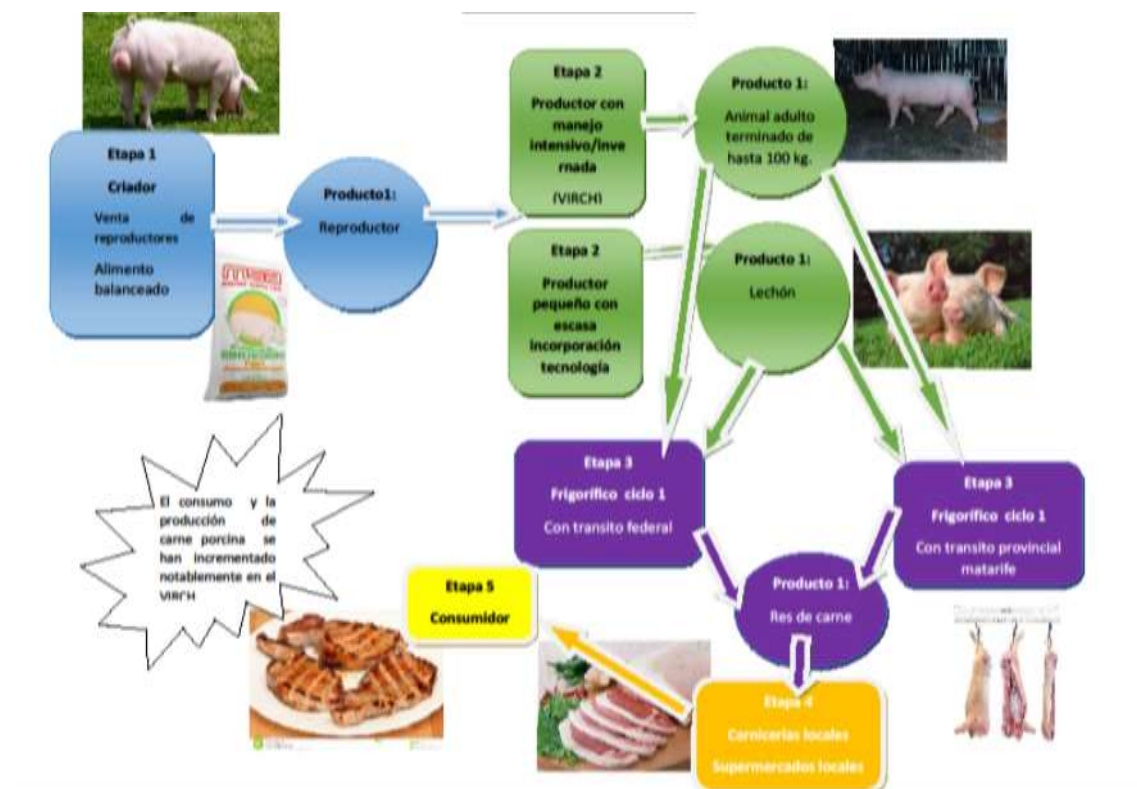 Etapa 1
Criador
Venta de
reproductores
Alimento
balanceado
Producto1:
Reproductor
Etapa 2
Productor con
manejo
intensivo/inve
rnada
(VIRCH)
Producto 1:
Animal adulto
terminado de
hasta 100 kg.
Etapa 2
Productor
pequeño con
escasa
incorporación
tecnología
Producto 1:
Lechón
Etapa 3
Frigorífico ciclo 1
Con transito federal
Etapa 3
Frigorífico ciclo 1
Con transito provincial
matarife
Producto 1:
Res de carne
Etapa 4
Carnicerías locales
Supermercados locales
Etapa 5
Consumidor
El consumo y la
producción de
carne porcina se
han incrementado
notablemente en el
VIRCH